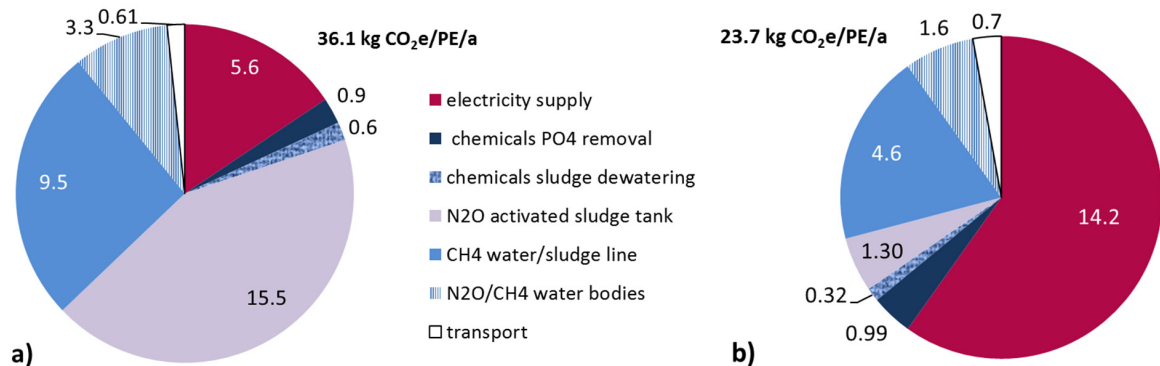 0.61
3.3
36.1 kg CO₂e/PE/a
5.6
0.9
0.6
9.5
15.5
a)
electricity supply
chemicals PO4 removal
chemicals sludge dewatering
N2O activated sludge tank
CH4 water/sludge line
N2O/CH4 water bodies
transport
23.7 kg CO₂e/PE/a
1.6
0.7
4.6
14.2
1.30
0.32
0.99
b)